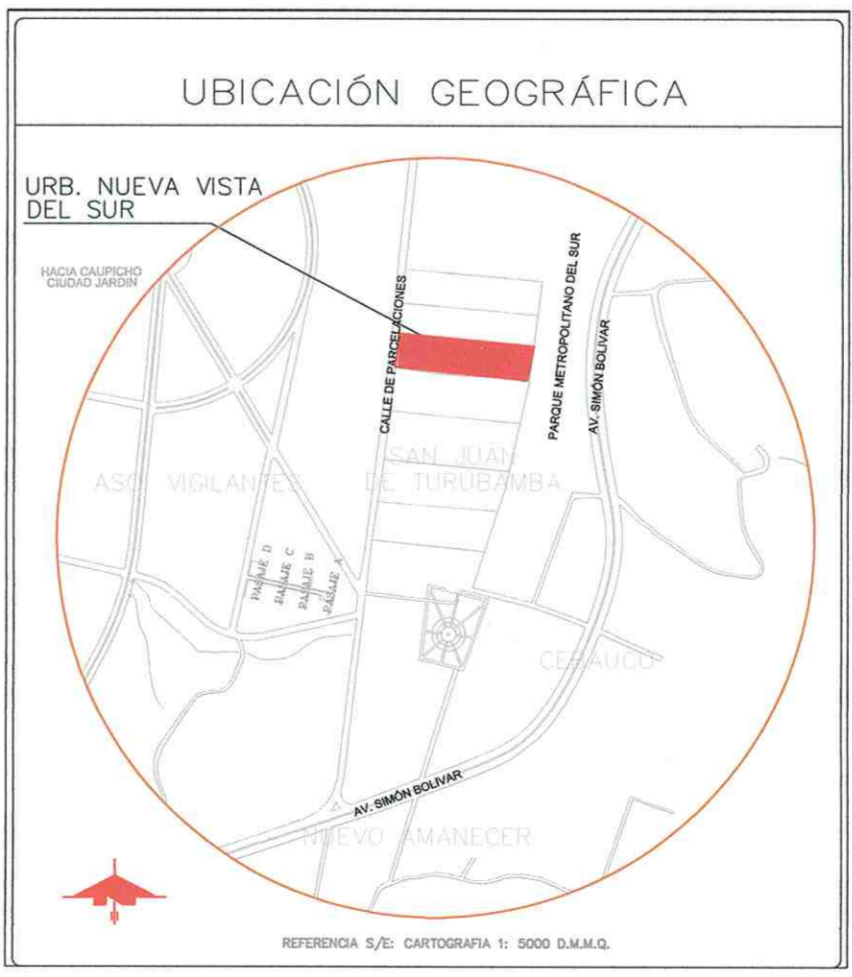 UBICACIÓN GEOGRÁFICA
URB. NUEVA VISTA
DEL SUR
HACIA CAUPICHO
CIUDAD JARDIN
CALLE DE PARCELACIONES
PARQUE METROPOLITANO DEL SUR
AV. SIMÓN BOLIVAR
SAN JUAN
DE TURUBAMBA
ASO. VIGILANTES
PASAJE D
PASAJE C
PASAJE B
PASAJE A
CEBAUCO
AV. SIMÓN BOLIVAR
NUEVO AMANECER
REFERENCIA S/E: CARTOGRAFIA 1: 5000 D.M.M.Q.